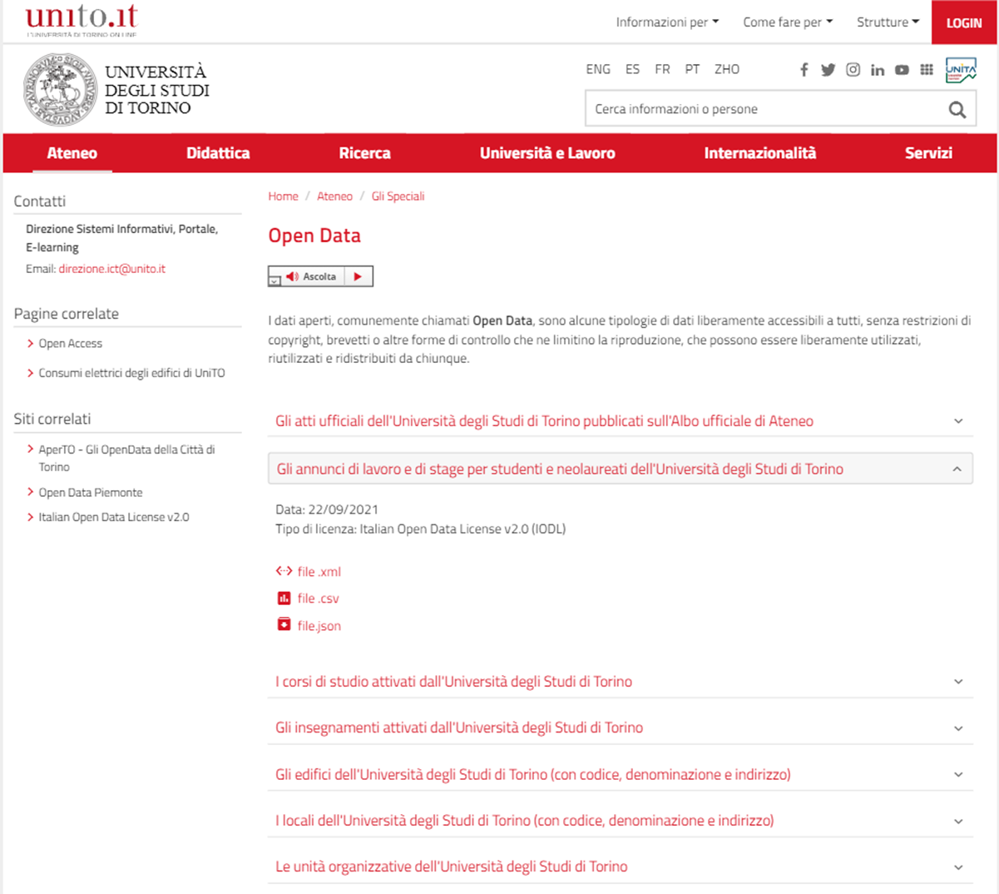 unito.it
L'UNIVERSITÀ DI TORINO ON LINE
Informazioni per
Come fare per
Strutture
LOGIN
UNIVERSITÀ
DEGLI STUDI
DI TORINO
ENG ES FR PT ZHO
UNITA
Cerca informazioni o persone
Ateneo
Didattica
Ricerca
Università e Lavoro
Internazionalità
Servizi
Contatti
Direzione Sistemi Informativi, Portale,
E-learning
Email: direzione.ict@unito.it
Pagine correlate
Open Access
Consumi elettrici degli edifici di UniTO
Siti correlati
AperTO - Gli OpenData della Città di
Torino
Open Data Piemonte
Italian Open Data License v2.0
Home / Ateneo / Gli Speciali
Open Data
Ascolta
I dati aperti, comunemente chiamati Open Data, sono alcune tipologie di dati liberamente accessibili a tutti, senza restrizioni di
copyright, brevetti o altre forme di controllo che ne limitino la riproduzione, che possono essere liberamente utilizzati,
riutilizzati e ridistribuiti da chiunque.
Gli atti ufficiali dell'Università degli Studi di Torino pubblicati sull'Albo ufficiale di Ateneo
Gli annunci di lavoro e di stage per studenti e neolaureati dell'Università degli Studi di Torino
Data: 22/09/2021
Tipo di licenza: Italian Open Data License v2.0 (IODL)
file .xml
file .csv
file.json
I corsi di studio attivati dall'Università degli Studi di Torino
Gli insegnamenti attivati dall'Università degli Studi di Torino
Gli edifici dell'Università degli Studi di Torino (con codice, denominazione e indirizzo)
I locali dell'Università degli Studi di Torino (con codice, denominazione e indirizzo)
Le unità organizzative dell'Università degli Studi di Torino